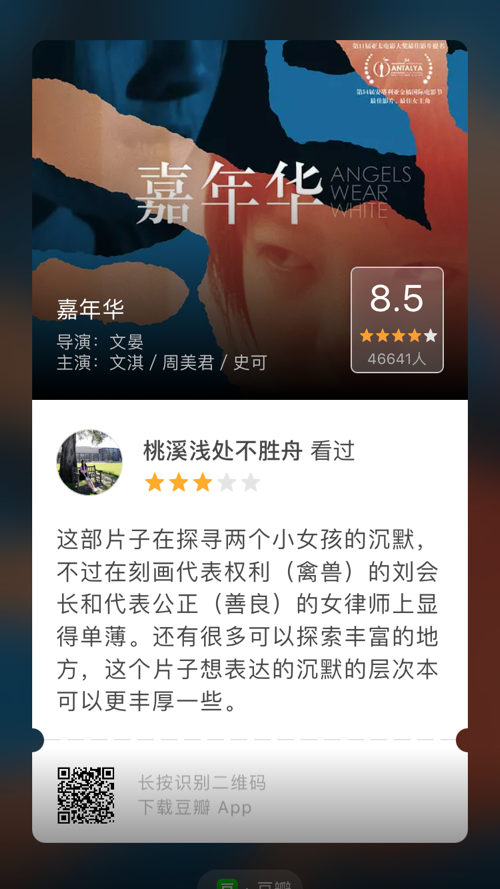 第11届亚太电影大奖最佳影片提名
ANTALYA
第54届安塔利亚金橘国际电影节
最佳影片、最佳女主角
嘉年华
ANGELS
WEAR
WHITE
8.5
46641人
嘉年华
导演：文晏
主演：文淇 / 周美君 / 史可
桃溪浅处不胜舟 看过
这部片子在探寻两个小女孩的沉默，
不过在刻画代表权利（禽兽）的刘会
长和代表公正（善良）的女律师上显
得单薄。还有很多可以探索丰富的地
方，这个片子想表达的沉默的层次本
可以更丰厚一些。
长按识别二维码
下载豆瓣 App
豆 · 豆瓣